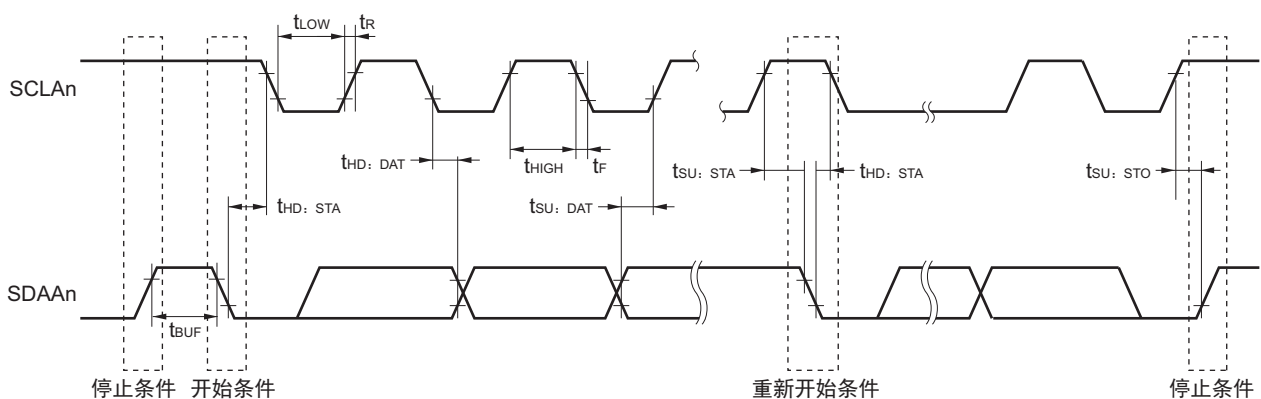 tLOW tR
SCLAn
tHD：DAT tHIGH tF tSU：STA tHD：STA tSU：STO
tHD：STA tSU：DAT
SDAAn
tBUF
停止条件 开始条件 重新开始条件 停止条件